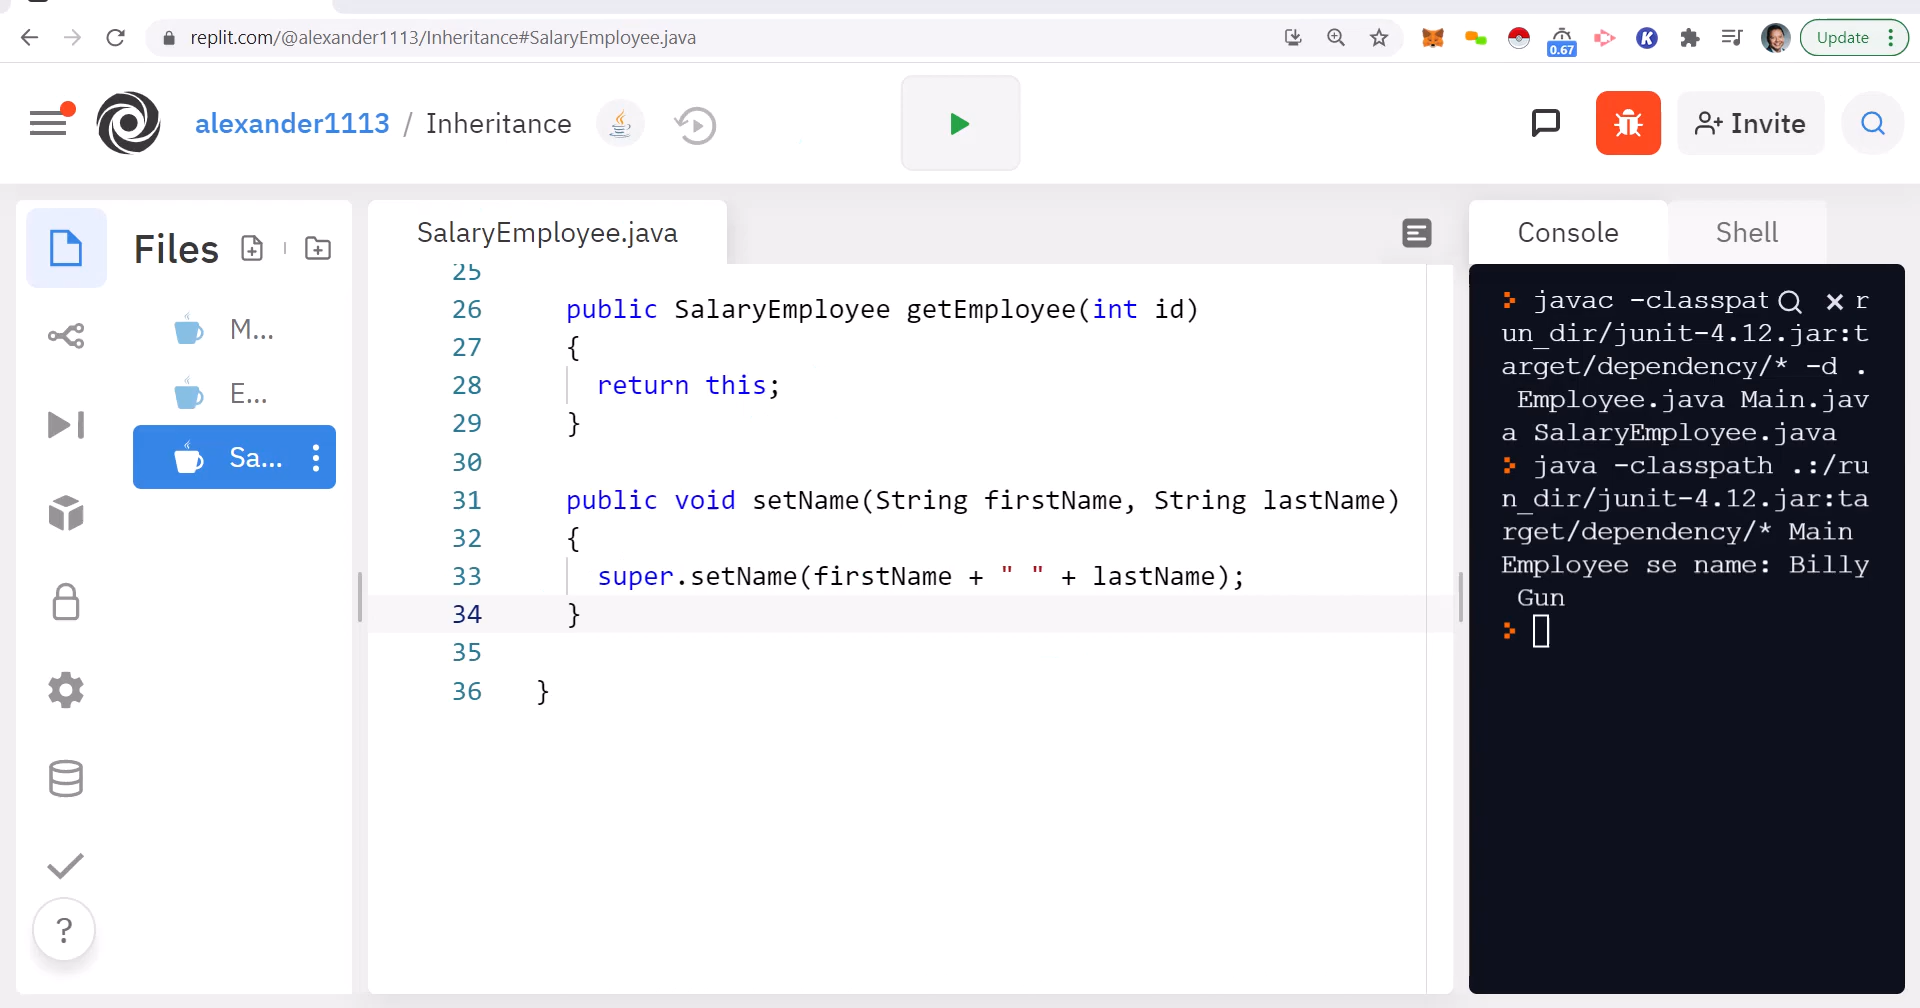 replit.com/@alexander1113/Inheritance#SalaryEmployee.java
0.67
K
Update
alexander1113 / Inheritance
Invite
Files
M...
E...
Sa...
SalaryEmployee.java
25
26 public SalaryEmployee getEmployee(int id)
27 {
28 return this;
29 }
30
31 public void setName(String firstName, String lastName)
32 {
33 super.setName(firstName + " " + lastName);
34 }
35
36 }
Console
Shell
javac -classpat r
un_dir/junit-4.12.jar:t
arget/dependency/* -d .
Employee.java Main.jav
a SalaryEmployee.java
java -classpath .:/ru
n_dir/junit-4.12.jar:ta
rget/dependency/* Main
Employee se name: Billy
Gun
?